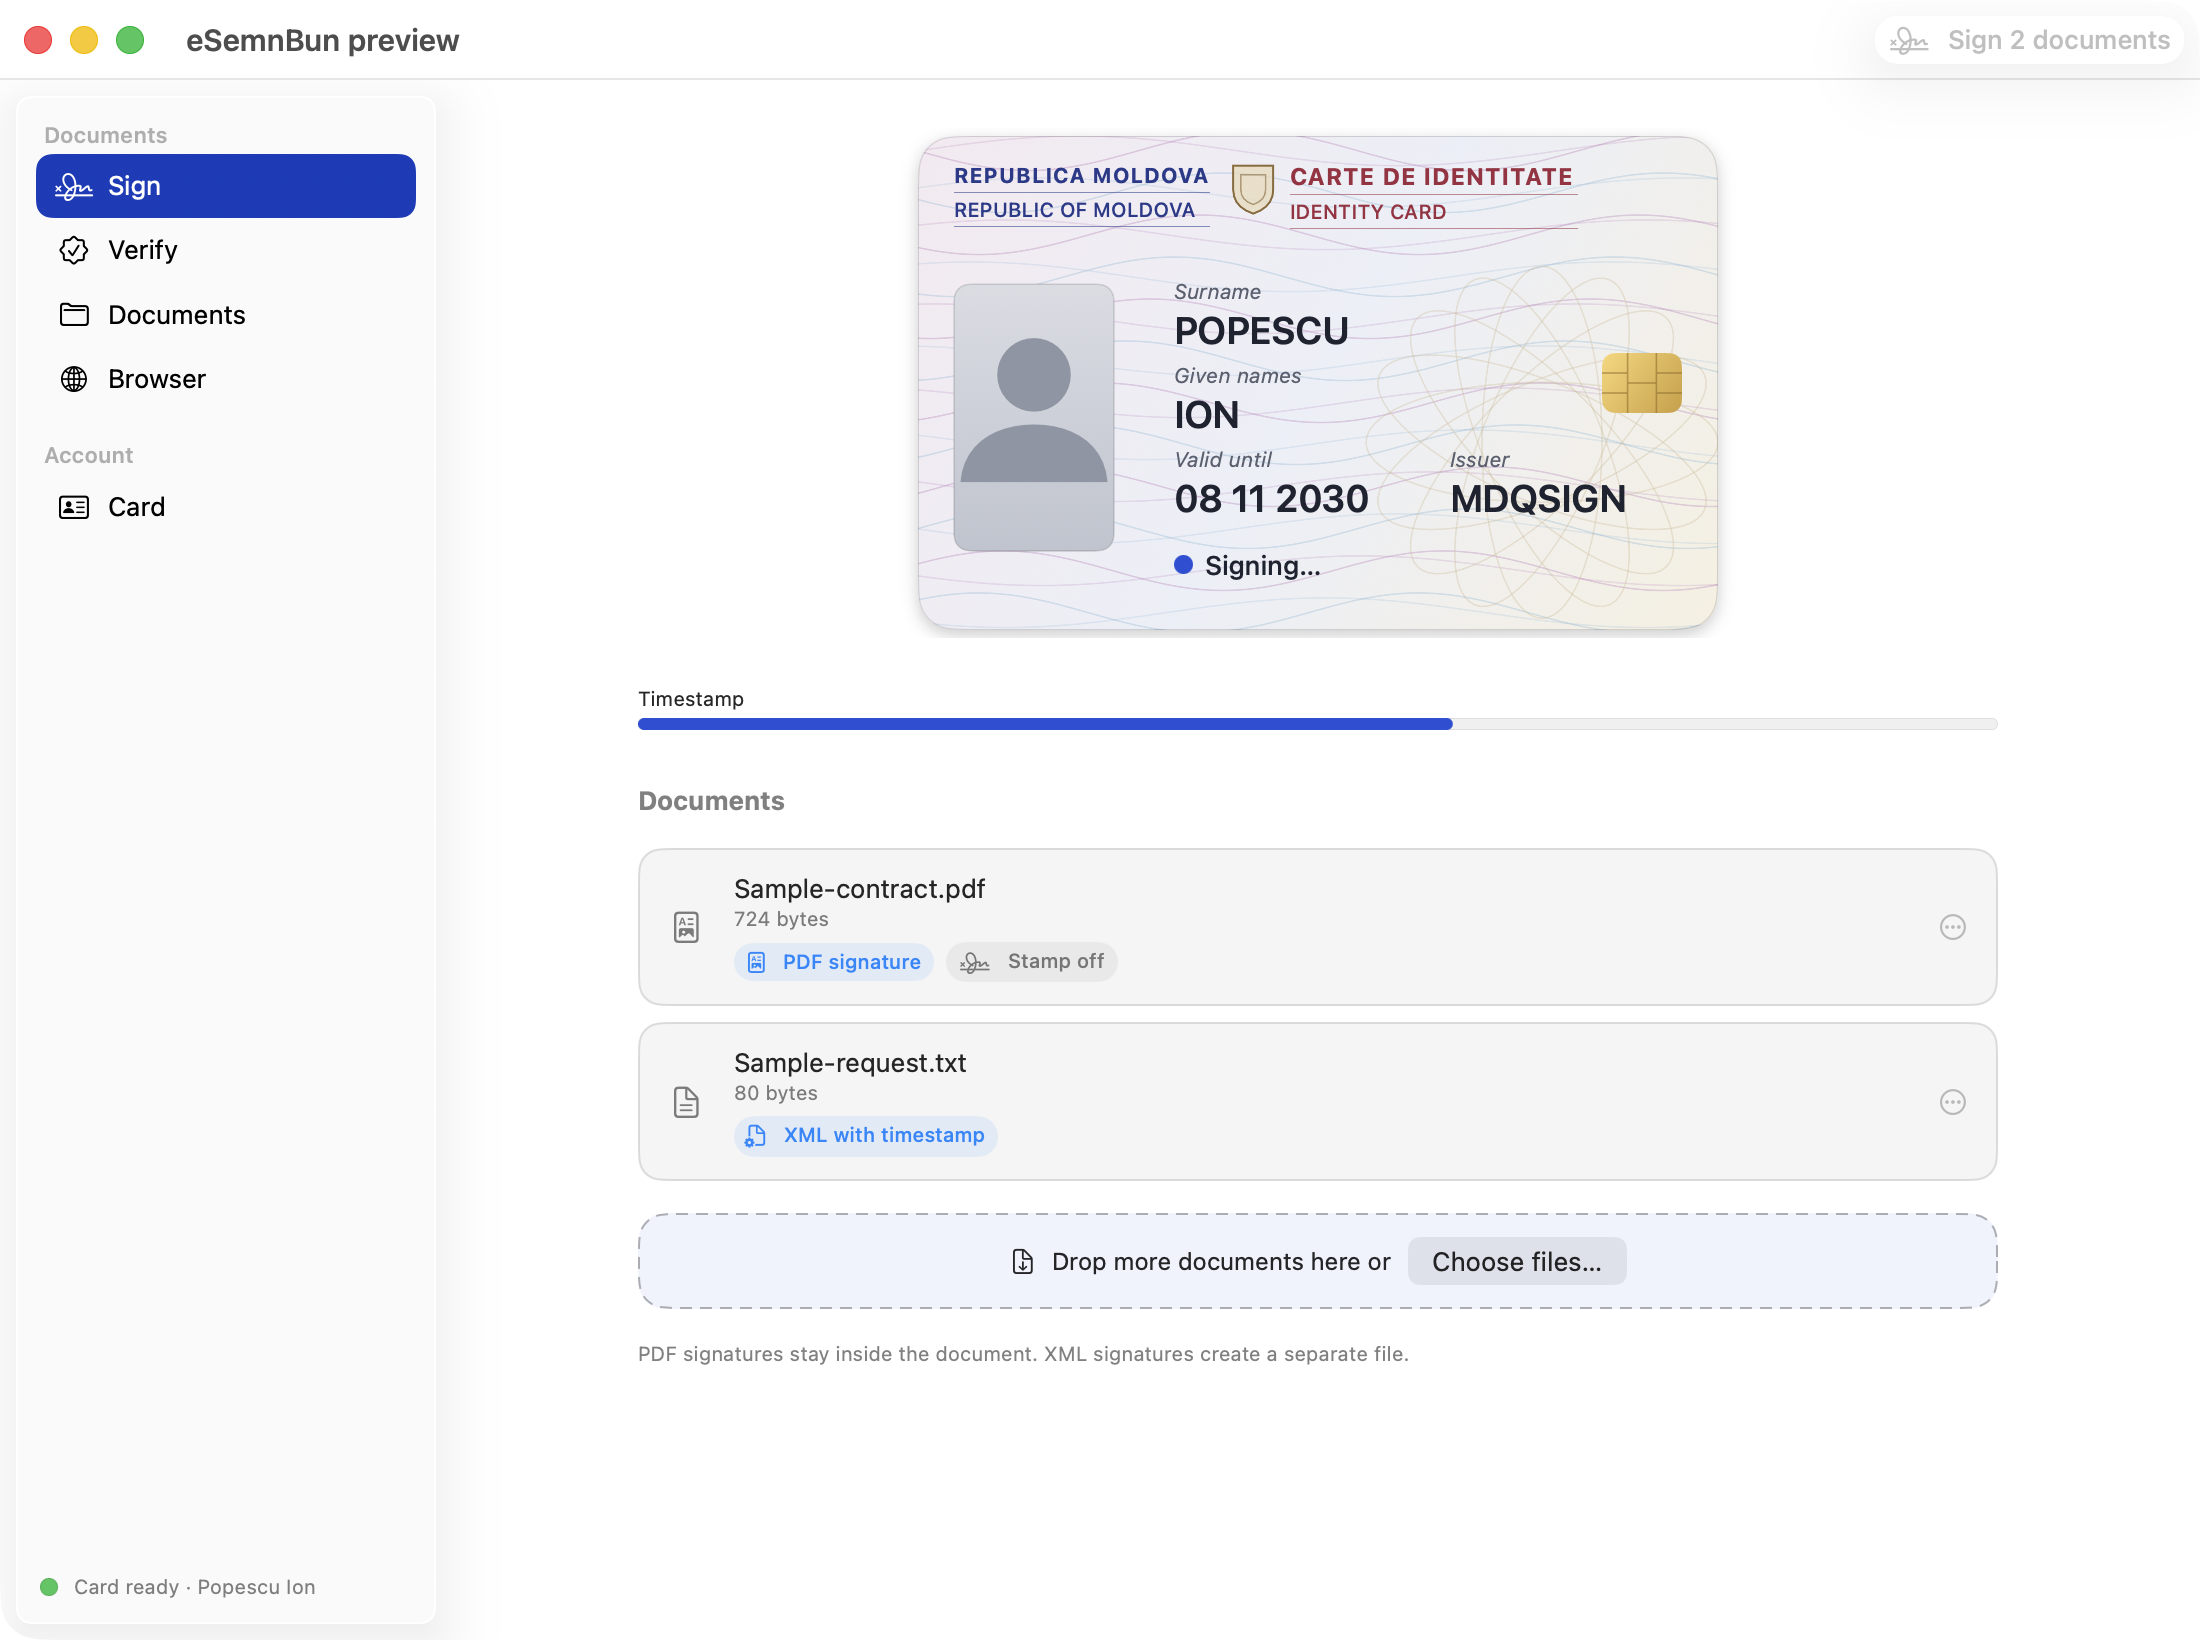 eSemnBun preview
Sign 2 documents
Documents
Sign
Verify
Documents
Browser
Account
Card
Card ready · Popescu Ion
REPUBLICA MOLDOVA
REPUBLIC OF MOLDOVA
CARTE DE IDENTITATE
IDENTITY CARD
Surname
POPESCU
Given names
ION
Valid until
08 11 2030
Issuer
MDQSIGN
Signing...
Timestamp
Documents
Sample-contract.pdf
724 bytes
PDF signature
Stamp off
Sample-request.txt
80 bytes
XML with timestamp
Drop more documents here or
Choose files...
PDF signatures stay inside the document. XML signatures create a separate file.